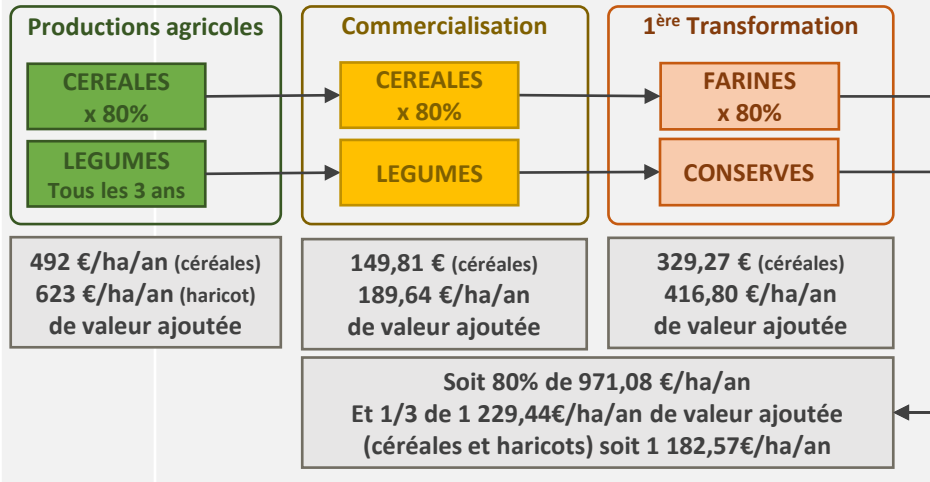 Productions agricoles
CEREALES
x 80%
LEGUMES
Tous les 3 ans
492 €/ha/an (céréales)
623 €/ha/an (haricot)
de valeur ajoutée
Commercialisation
CEREALES
x 80%
LEGUMES
149,81 € (céréales)
189,64 €/ha/an
de valeur ajoutée
1ère Transformation
FARINES
x 80%
CONSERVES
329,27 € (céréales)
416,80 €/ha/an
de valeur ajoutée
Soit 80% de 971,08 €/ha/an
Et 1/3 de 1 229,44€/ha/an de valeur ajoutée
(céréales et haricots) soit 1 182,57€/ha/an